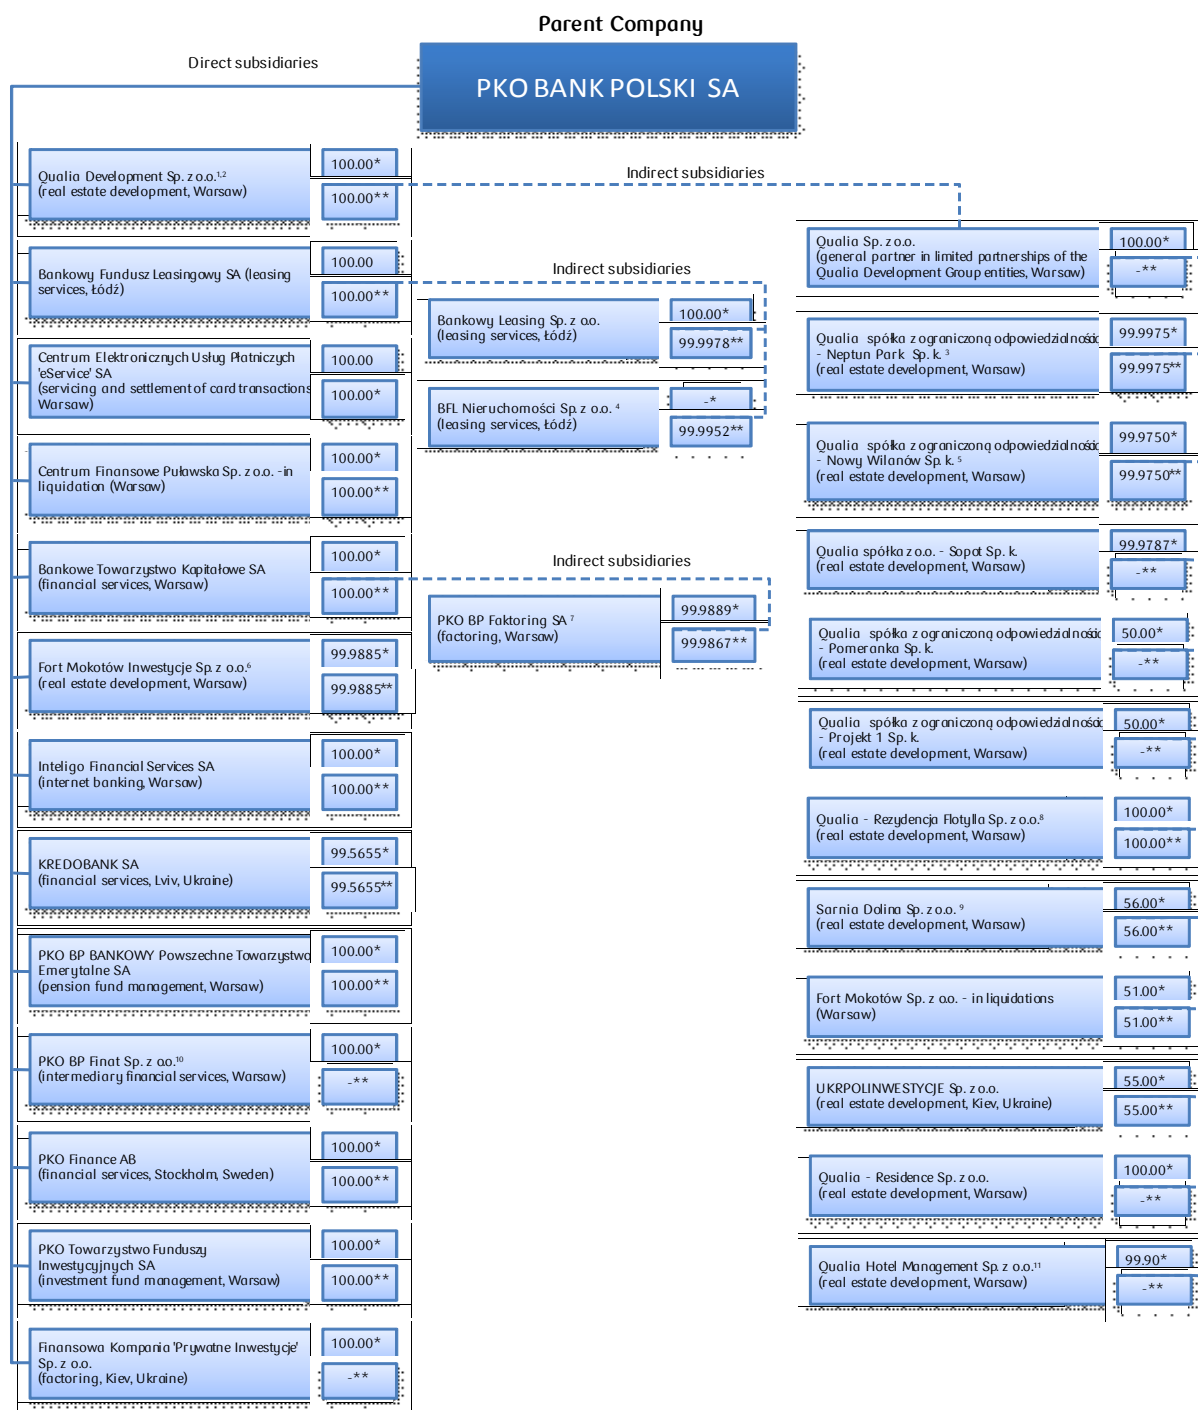 Parent Company
Direct subsidiaries
PKO BANK POLSKI SA
Qualia Development Sp. z o.o.1,2
(real estate development, Warsaw)
100.00*
100.00**
Indirect subsidiaries
Bankowy Fundusz Leasingowy SA (leasing
services, Łódź)
100.00
100.00**
Indirect subsidiaries
Centrum Elektronicznych Usług Płatniczych
'eService' SA
(servicing and settlement of card transactions
Warsaw)
100.00
100.00*
Centrum Finansowe Puławska Sp. z o.o. -in
liquidation (Warsaw)
100.00*
100.00**
Bankowe Towarzystwo Kapitałowe SA
(financial services, Warsaw)
100.00*
100.00**
Indirect subsidiaries
Fort Mokotów Inwestycje Sp. z o.o.6
(real estate development, Warsaw)
99.9885*
99.9885**
Inteligo Financial Services SA
(internet banking, Warsaw)
100.00*
100.00**
KREDOBANK SA
(financial services, Lviv, Ukraine)
99.5655*
99.5655**
PKO BP BANKOWY Powszechne Towarzystwo
Emerytalne SA
(pension fund management, Warsaw)
100.00*
100.00**
PKO BP Finat Sp. z o.o.10
(intermediary financial services, Warsaw)
100.00*
-**
PKO Finance AB
(financial services, Stockholm, Sweden)
100.00*
100.00**
PKO Towarzystwo Funduszy
Inwestycyjnych SA
(investment fund management, Warsaw)
100.00*
100.00**
Finansowa Kompania 'Prywatne Inwestycje'
Sp. z o.o.
(factoring, Kiev, Ukraine)
100.00*
-**
Bankowy Leasing Sp. z o.o.
(leasing services, Łódź)
100.00*
99.9978**
BFL Nieruchomości Sp. z o.o. 4
(leasing services, Łódź)
-*
99.9952**
PKO BP Faktoring SA 7
(factoring, Warsaw)
99.9889*
99.9867**
Qualia Sp. z o.o.
(general partner in limited partnerships of the
Qualia Development Group entities, Warsaw)
100.00*
-**
Qualia spółka z ograniczoną odpowiedzialnością
- Neptun Park Sp. k. 3
(real estate development, Warsaw)
99.9975*
99.9975**
Qualia spółka z ograniczoną odpowiedzialnością
- Nowy Wilanów Sp. k. 5
(real estate development, Warsaw)
99.9750*
99.9750**
Qualia spółka z o.o. - Sopot Sp. k.
(real estate development, Warsaw)
99.9787*
-**
Qualia spółka z ograniczoną odpowiedzialnością
- Pomeranka Sp. k.
(real estate development, Warsaw)
50.00*
-**
Qualia spółka z ograniczoną odpowiedzialnością
- Projekt 1 Sp. k.
(real estate development, Warsaw)
50.00*
-**
Qualia - Rezydencja Flotylla Sp. z o.o.8
(real estate development, Warsaw)
100.00*
100.00**
Sarnia Dolina Sp. z o.o. 9
(real estate development, Warsaw)
56.00*
56.00**
Fort Mokotów Sp. z o.o. - in liquidations
(Warsaw)
51.00*
51.00**
UKRPOLINWESTYCJE Sp. z o.o.
(real estate development, Kiev, Ukraine)
55.00*
55.00**
Qualia - Residence Sp. z o.o.
(real estate development, Warsaw)
100.00*
-**
Qualia Hotel Management Sp. z o.o.11
(real estate development, Warsaw)
99.90*
-**